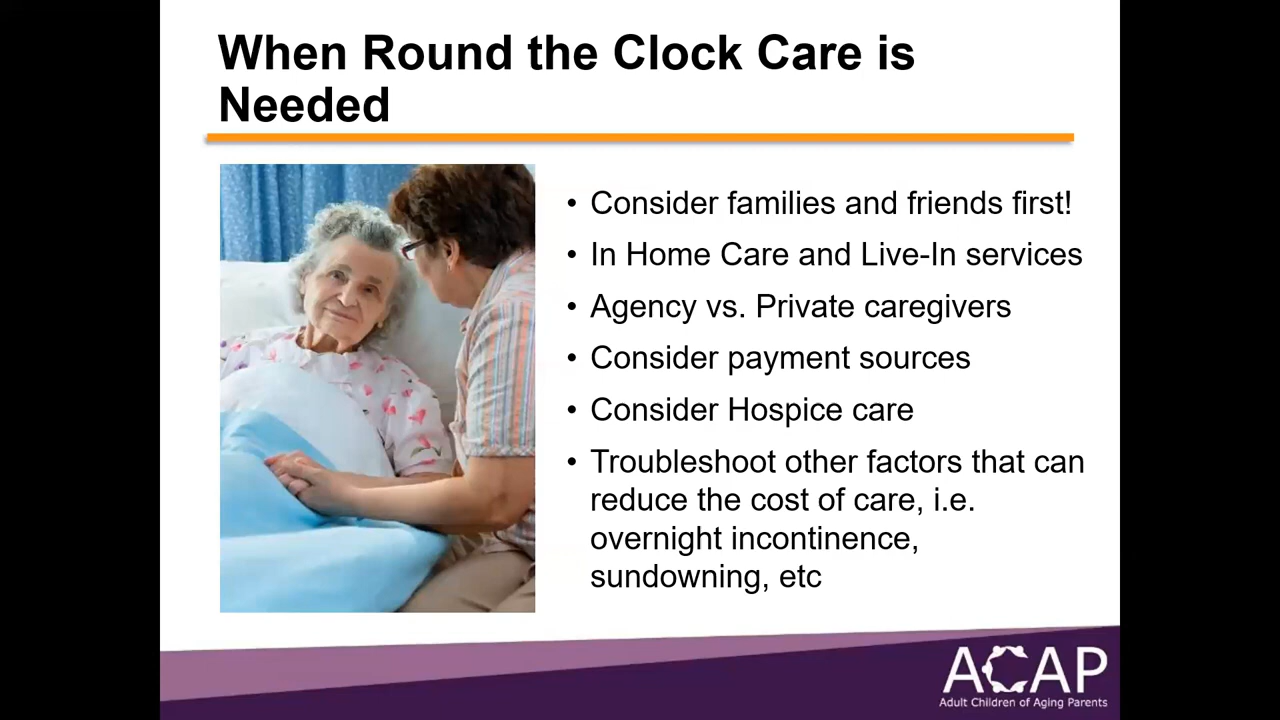 When Round the Clock Care is
Needed
• Consider families and friends first!
• In Home Care and Live-In services
• Agency vs. Private caregivers
• Consider payment sources
• Consider Hospice care
• Troubleshoot other factors that can
reduce the cost of care, i.e.
overnight incontinence,
sundowning, etc
ACAP
Adult Children of Aging Parents